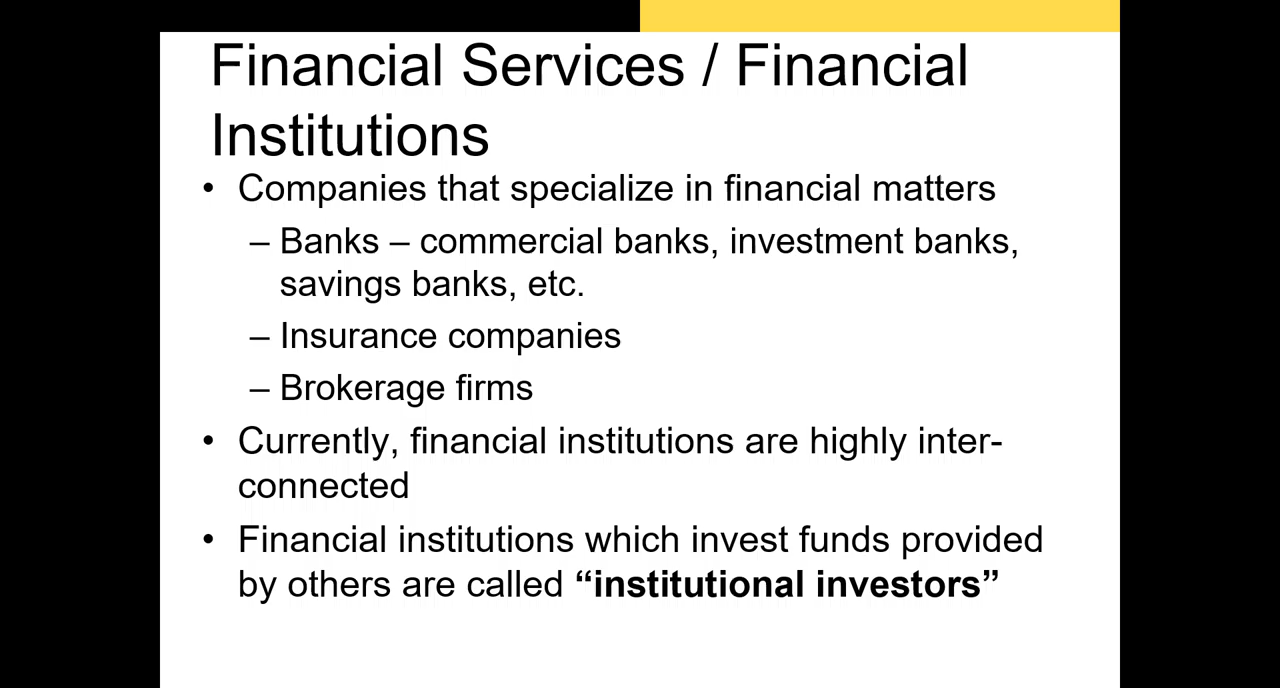 Financial Services / Financial
Institutions
• Companies that specialize in financial matters
– Banks – commercial banks, investment banks,
savings banks, etc.
– Insurance companies
– Brokerage firms
• Currently, financial institutions are highly inter-
connected
• Financial institutions which invest funds provided
by others are called “institutional investors”